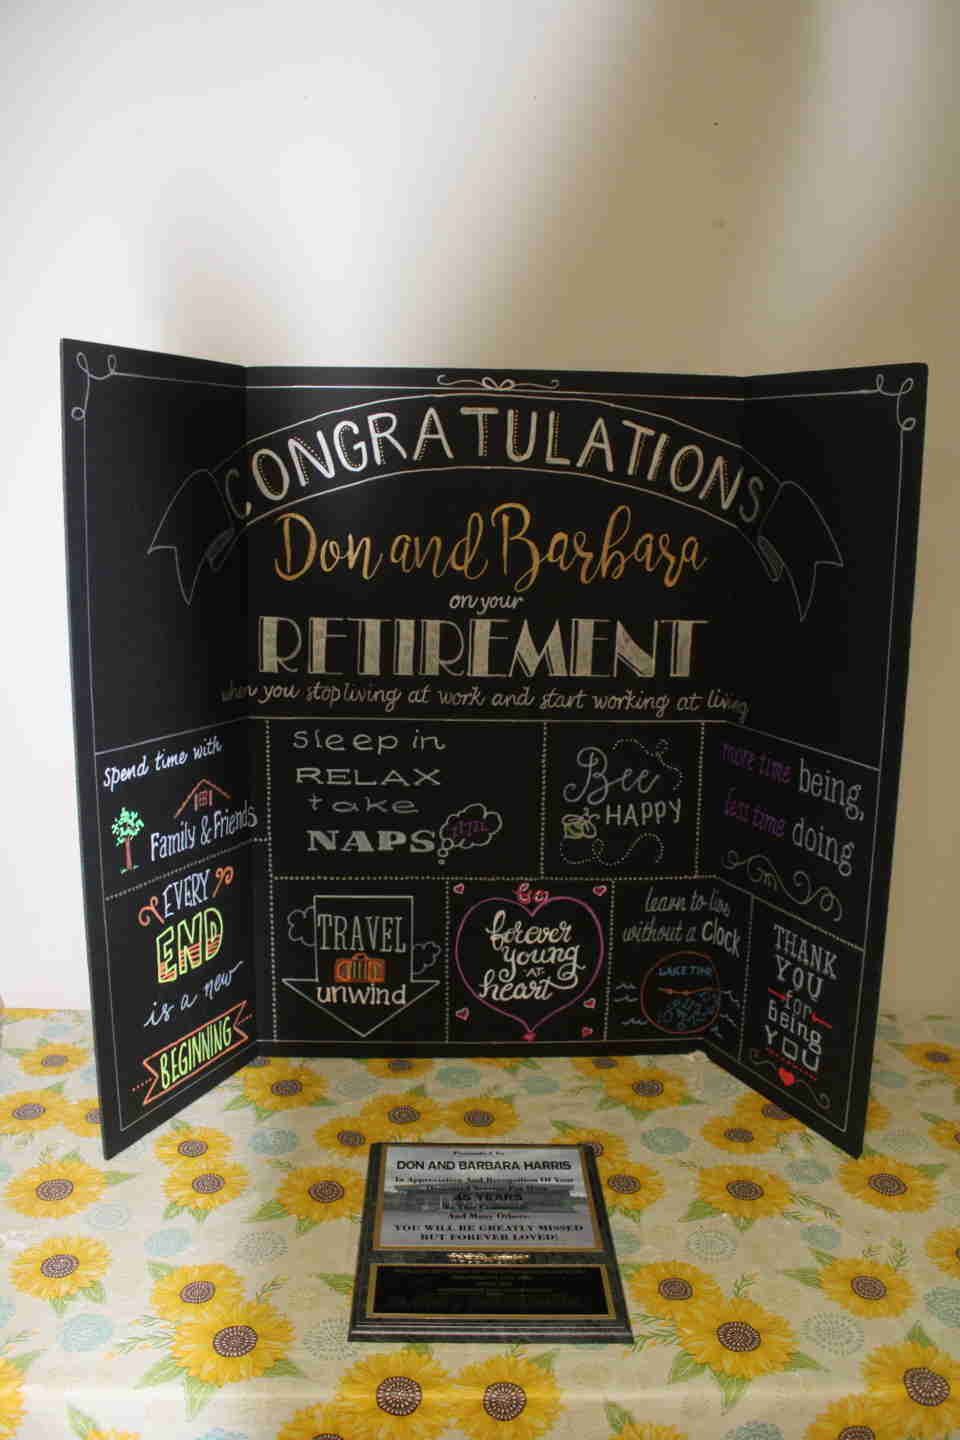 CONGRATULATIONS
Don and Barbara
on your
RETIREMENT
when you stop living at work and start working at living
spend time with
Family & Friends
EVERY
END
is a new
BEGINNING
sleep in
RELAX
take
NAPS
Bee
HAPPY
more time being,
less time doing
TRAVEL
unwind
forever
young
AT
heart
learn to live
without a clock
LAKE TIME
THANK
YOU
for
being
YOU
Presented to
DON AND BARBARA HARRIS
In Appreciation And Recognition Of Your
45 YEARS
And Many Others.
YOU WILL BE GREATLY MISSED
BUT FOREVER LOVED!